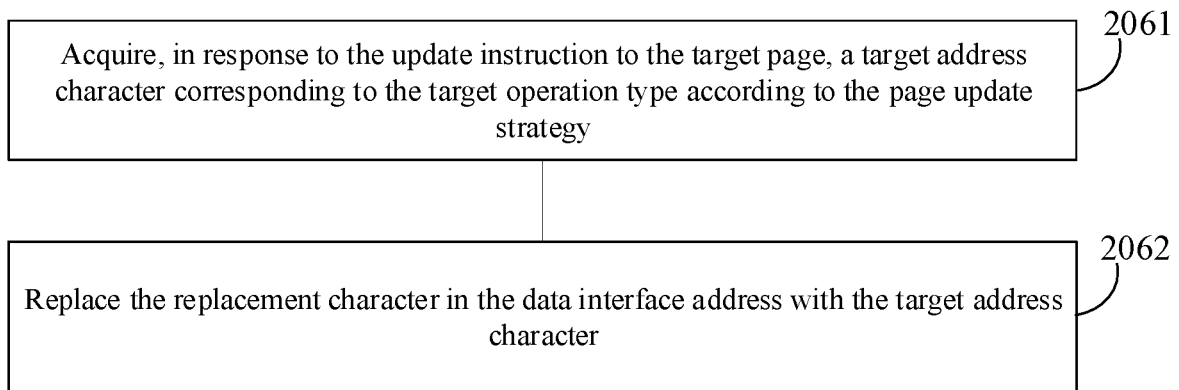 2061
Acquire, in response to the update instruction to the target page, a target address
character corresponding to the target operation type according to the page update
strategy
2062
Replace the replacement character in the data interface address with the target address
character